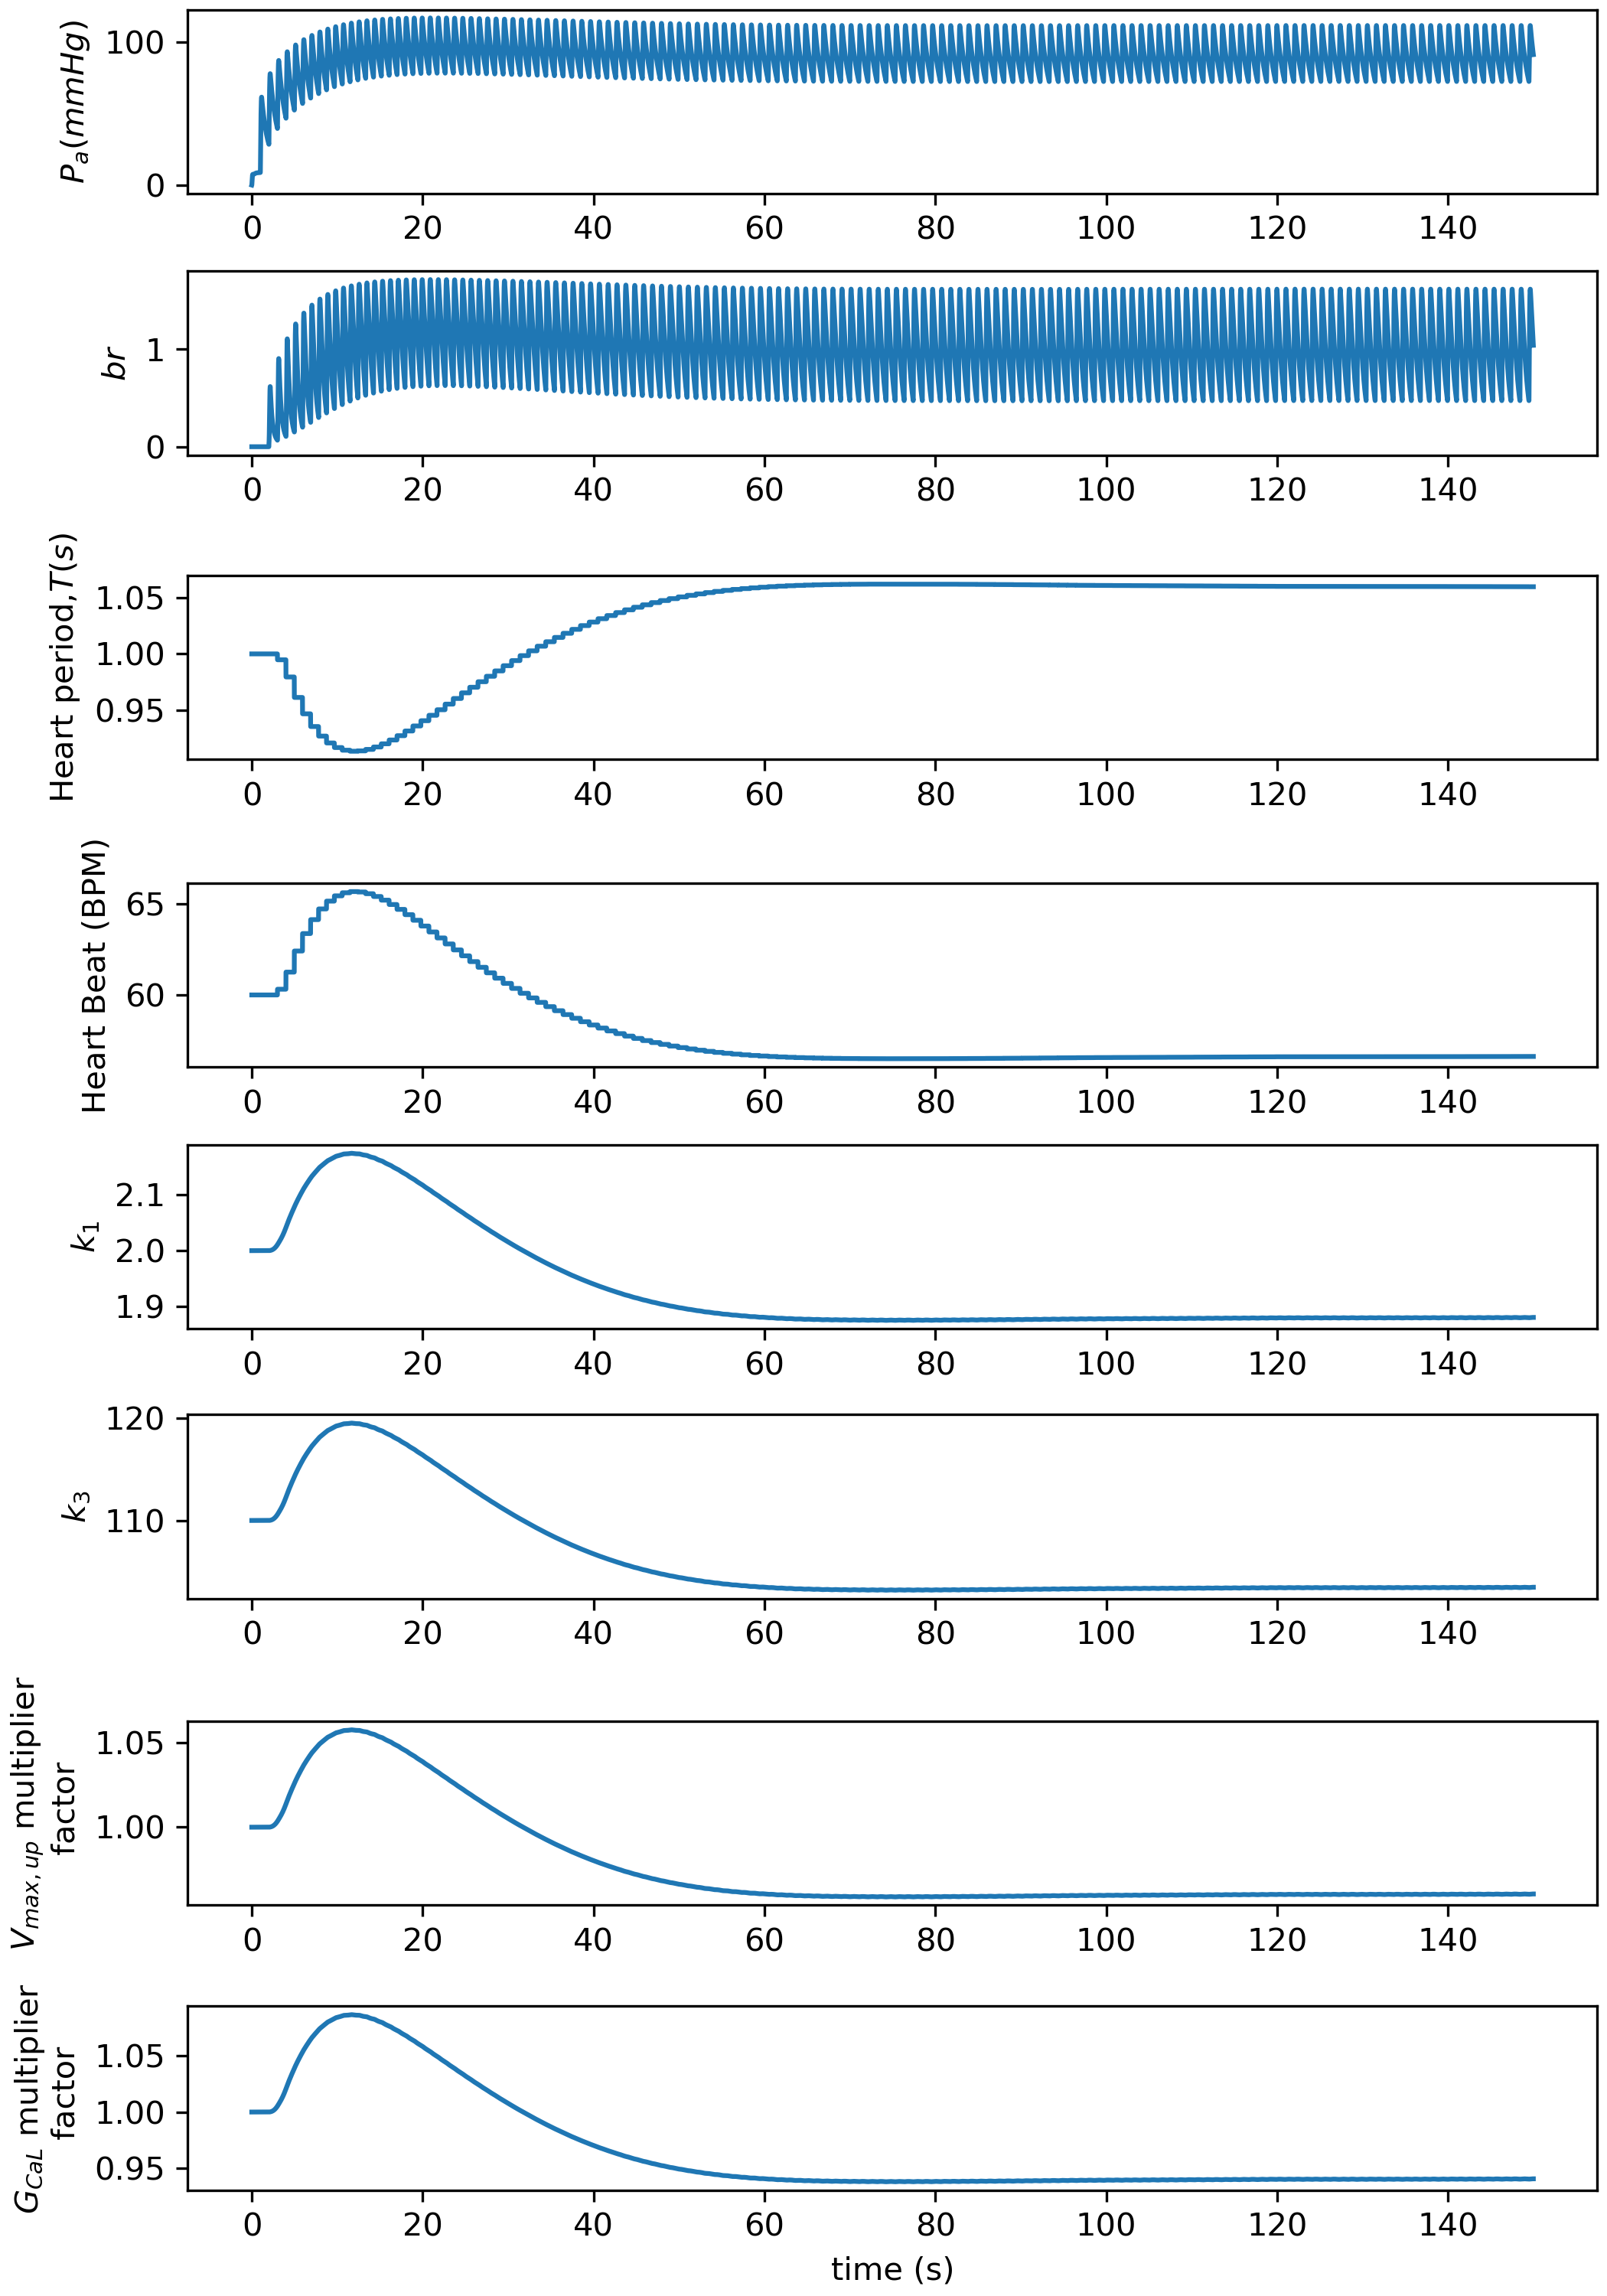 P_a(mmHg)
100
0
0 20 40 60 80 100 120 140
br
1
0
0 20 40 60 80 100 120 140
Heart period,T(s)
1.05
1.00
0.95
0 20 40 60 80 100 120 140
Heart Beat (BPM)
65
60
0 20 40 60 80 100 120 140
k_1
2.1
2.0
1.9
0 20 40 60 80 100 120 140
k_3
120
110
0 20 40 60 80 100 120 140
V_{max, up} multiplier
factor
1.05
1.00
0 20 40 60 80 100 120 140
G_{CaL} multiplier
factor
1.05
1.00
0.95
0 20 40 60 80 100 120 140
time (s)